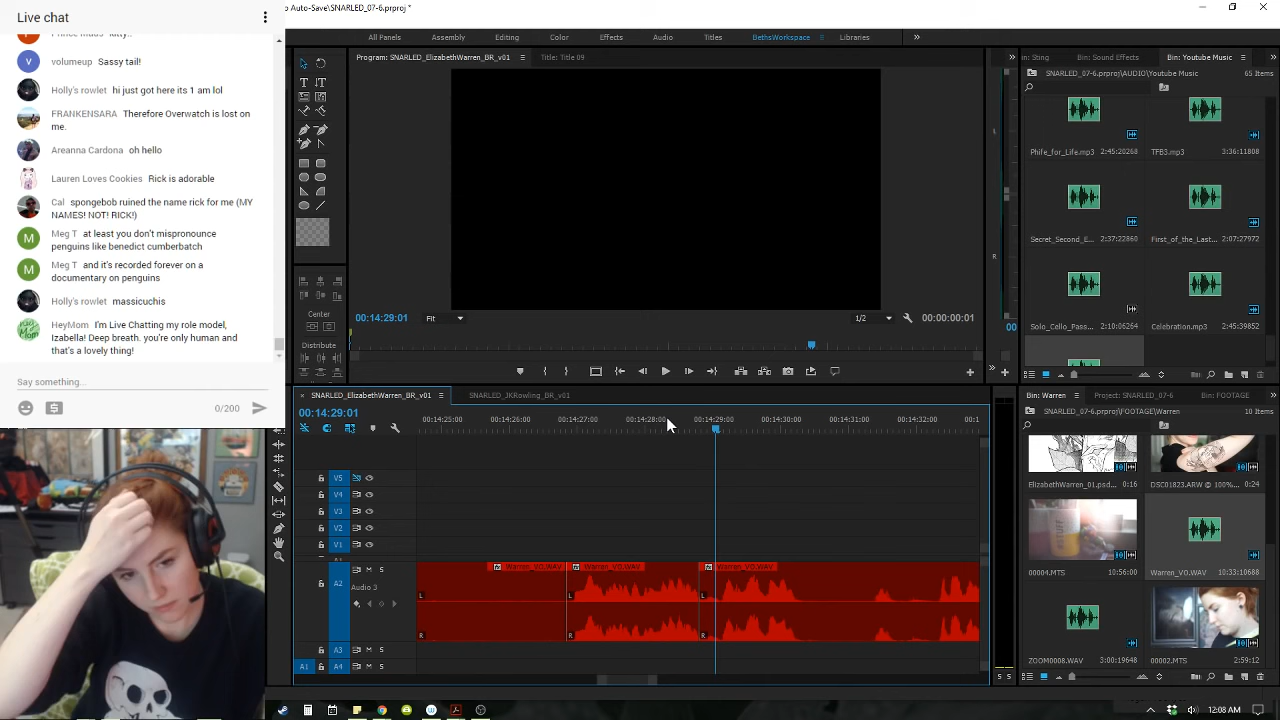 Auto-Save\SNARLED_07-6.prproj *
Live chat
All Panels Assembly Editing Color Effects Audio Titles BethsWorkspace Libraries
volumeup Sassy tail!
Holly's rowlet hi just got here its 1 am lol
FRANKENSARA Therefore Overwatch is lost on
me.
Areanna Cardona oh hello
Lauren Loves Cookies Rick is adorable
Cal spongebob ruined the name rick for me (MY
NAMES! NOT! RICK!)
Meg T at least you don't mispronounce
penguins like benedict cumberbatch
Meg T and it's recorded forever on a
documentary on penguins
Holly's rowlet massicuchis
HeyMom I'm Live Chatting my role model,
Izabella! Deep breath. you're only human and
that's a lovely thing!
Say something...
0/200
Program: SNARLED_ElizabethWarren_BR_v01 Title: Title 09
Center
Distribute
00:14:29:01 Fit 1/2 00:00:00:01
in: Sting Bin: Sound Effects Bin: Youtube Music
SNARLED_07-6.prproj\AUDIO\Youtube Music 65 Items
Phife_for_Life.mp3 2:45:20268 TFB3.mp3 3:36:11808
Secret_Second_E... 2:37:22860 First_of_the_Last... 2:07:27972
Solo_Cello_Pass... 2:10:06264 Celebration.mp3 2:45:39852
SNARLED_ElizabethWarren_BR_v01 SNARLED_JKRowling_BR_v01
00:14:29:01
00:14:25:00 00:14:26:00 00:14:27:00 00:14:28:00 00:14:29:00 00:14:30:00 00:14:31:00 00:14:32:00
V5
V4
V3
V2
V1
A2 M S
Audio 3
Warren_VO.WAV Warren_VO.WAV Warren_VO.WAV
L L L
R R R
A3 M S
A1 A4 M S
S S
Bin: Warren Project: SNARLED_07-6 Bin: FOOTAGE
SNARLED_07-6.prproj\FOOTAGE\Warren 10 Items
ElizabethWarren_01.psd... 0:16 DSC01823.ARW @ 100%... 0:24
00004.MTS 10:56:00 Warren_VO.WAV 10:33:10688
ZOOM0008.WAV 3:00:19648 00002.MTS 2:59:12
12:08 AM